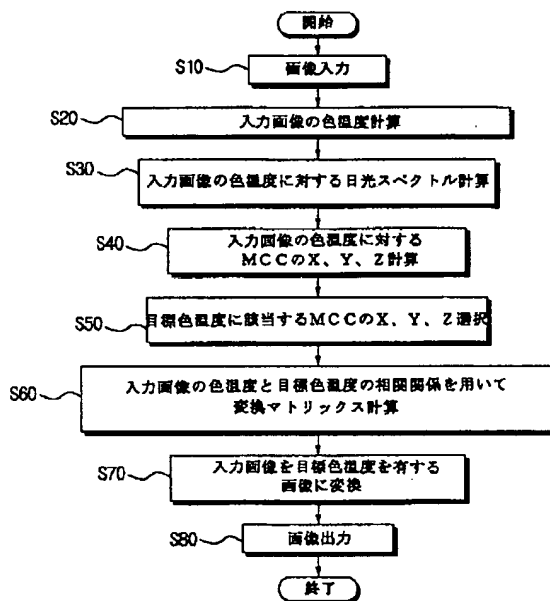 開始
S10
画像入力
S20
入力画像の色温度計算
S30
入力画像の色温度に対する日光スペクトル計算
S40
入力画像の色温度に対する
MCCのX、Y、Z計算
S50
目標色温度に該当するMCCのX、Y、Z選択
S60
入力画像の色温度と目標色温度の相関関係を用いて
変換マトリックス計算
S70
入力画像を目標色温度を有する
画像に変換
S80
画像出力
終了